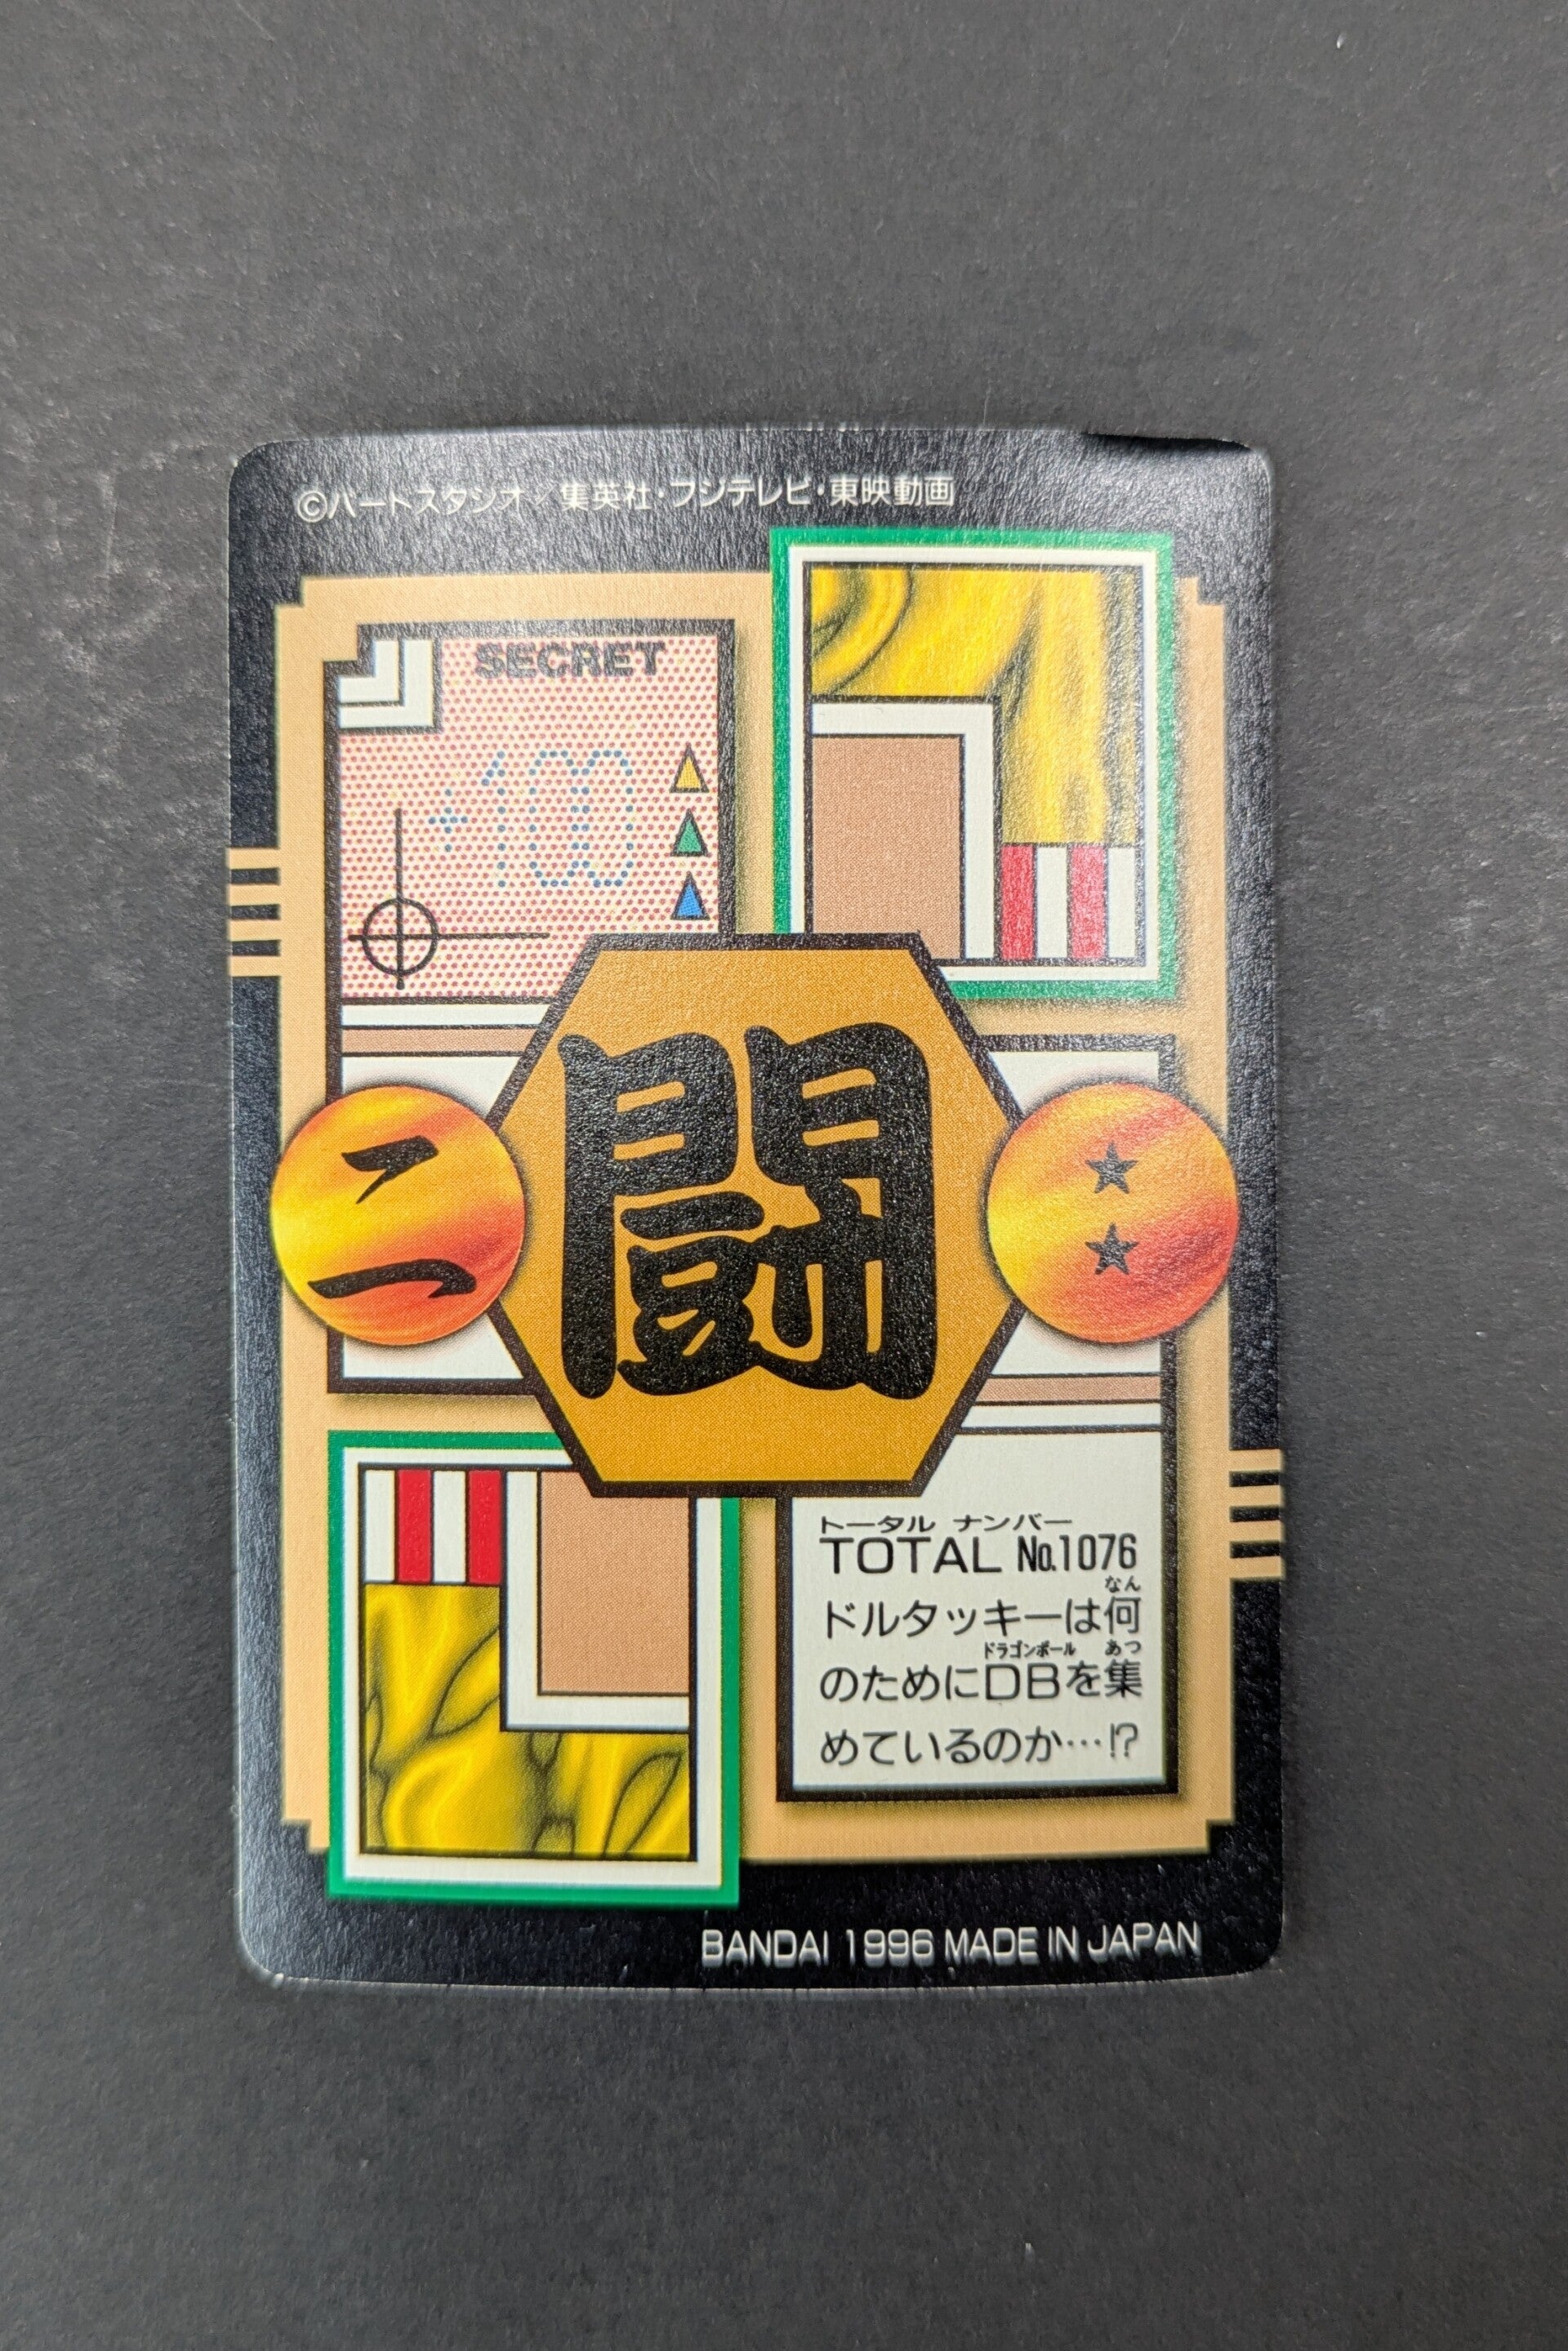 ©バードスタジオ／集英社・フジテレビ・東映動画
SECRET
+100
闘
二
トータル ナンバー
TOTAL No.1076
なん
ドルタッキーは何
ドラゴンボール あつ
のためにDBを集
めているのか…!?
BANDAI 1996 MADE IN JAPAN